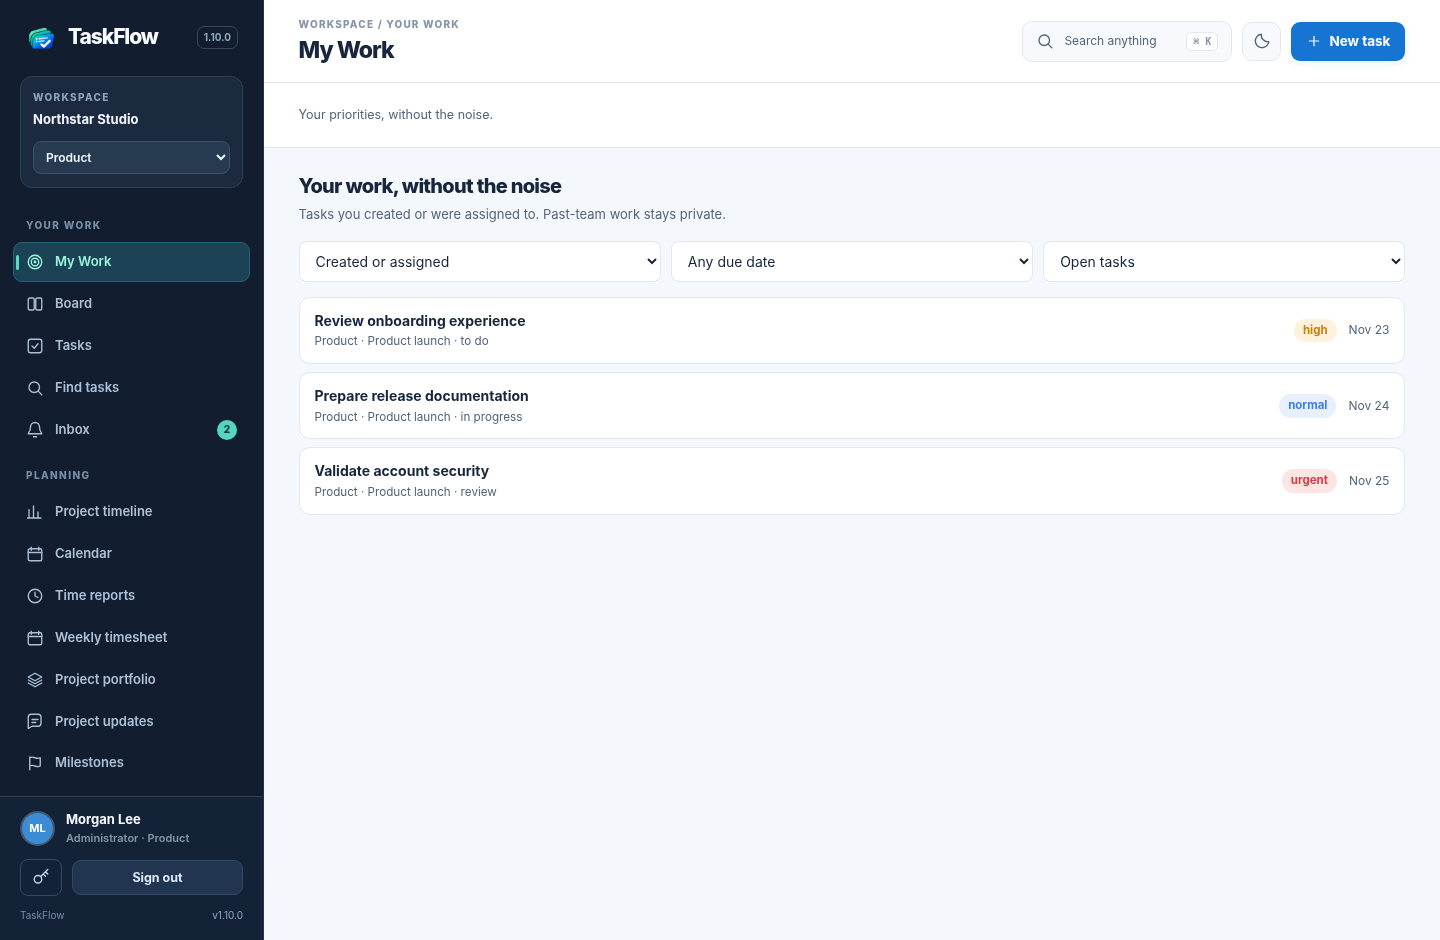 TaskFlow
1.10.0
WORKSPACE
Northstar Studio
Product
YOUR WORK
My Work
Board
Tasks
Find tasks
Inbox
2
PLANNING
Project timeline
Calendar
Time reports
Weekly timesheet
Project portfolio
Project updates
Milestones
ML
Morgan Lee
Administrator · Product
Sign out
TaskFlow
v1.10.0
WORKSPACE / YOUR WORK
My Work
Search anything
⌘ K
New task
Your priorities, without the noise.
Your work, without the noise
Tasks you created or were assigned to. Past-team work stays private.
Created or assigned
Any due date
Open tasks
Review onboarding experience
Product · Product launch · to do
high
Nov 23
Prepare release documentation
Product · Product launch · in progress
normal
Nov 24
Validate account security
Product · Product launch · review
urgent
Nov 25